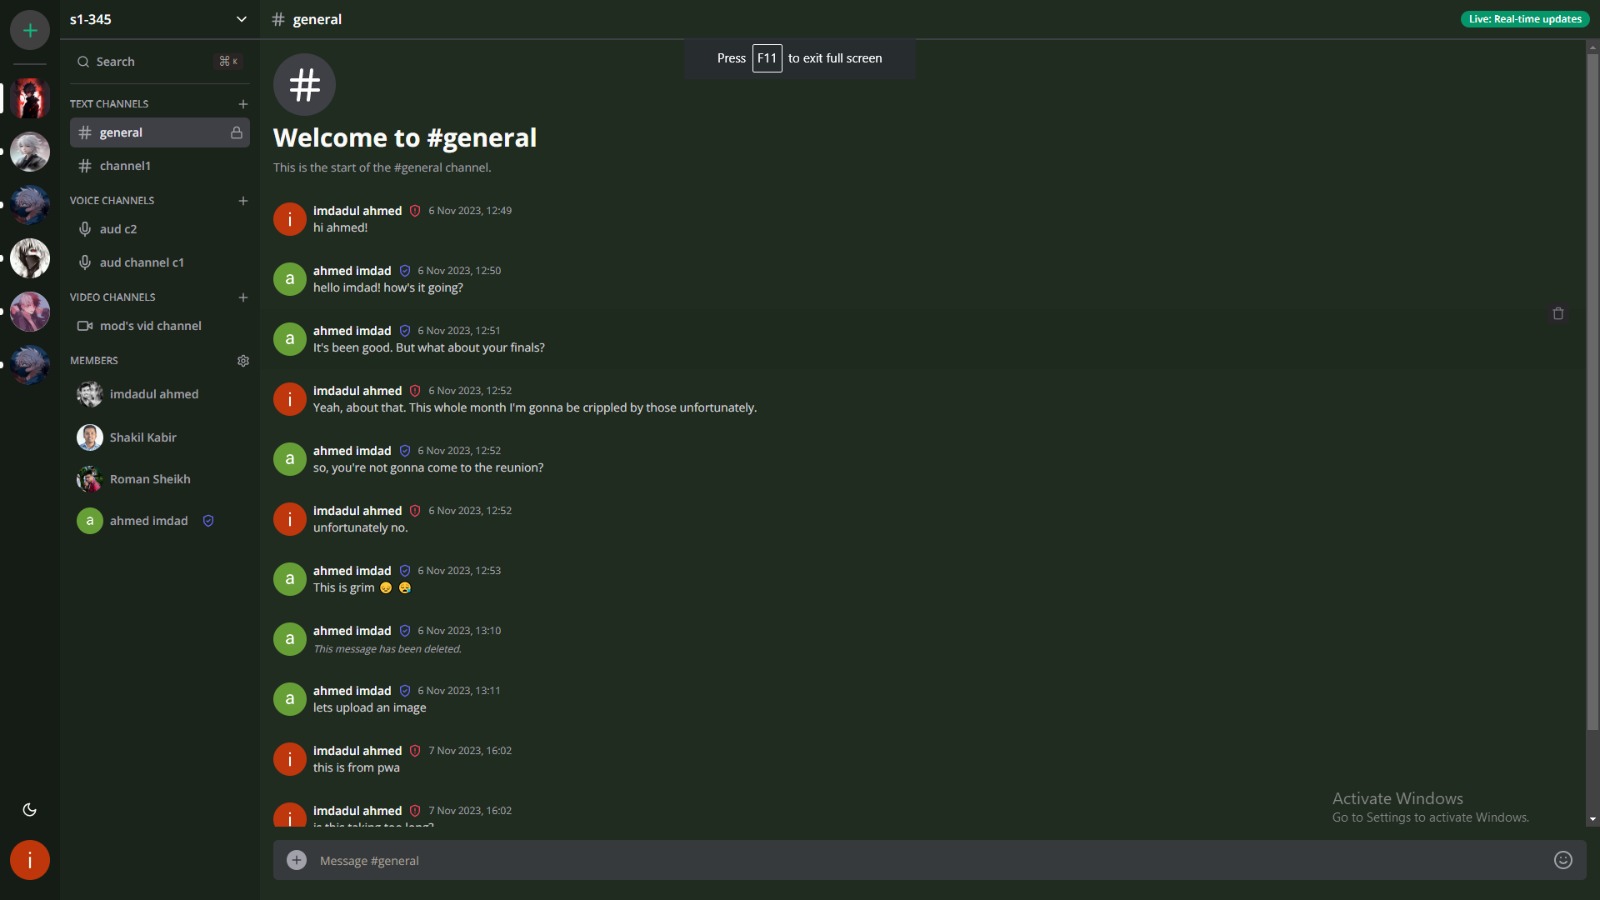 s1-345
# general
Live: Real-time updates
Press F11 to exit full screen
Search ⌘ K
TEXT CHANNELS
# general
# channel1
VOICE CHANNELS
aud c2
aud channel c1
VIDEO CHANNELS
mod's vid channel
MEMBERS
imdadul ahmed
Shakil Kabir
Roman Sheikh
a ahmed imdad
i
#
Welcome to #general
This is the start of the #general channel.
i imdadul ahmed 6 Nov 2023, 12:49
hi ahmed!
a ahmed imdad 6 Nov 2023, 12:50
hello imdad! how's it going?
a ahmed imdad 6 Nov 2023, 12:51
It's been good. But what about your finals?
i imdadul ahmed 6 Nov 2023, 12:52
Yeah, about that. This whole month I'm gonna be crippled by those unfortunately.
a ahmed imdad 6 Nov 2023, 12:52
so, you're not gonna come to the reunion?
i imdadul ahmed 6 Nov 2023, 12:52
unfortunately no.
a ahmed imdad 6 Nov 2023, 12:53
This is grim 😔 😪
a ahmed imdad 6 Nov 2023, 13:10
This message has been deleted.
a ahmed imdad 6 Nov 2023, 13:11
lets upload an image
i imdadul ahmed 7 Nov 2023, 16:02
this is from pwa
i imdadul ahmed 7 Nov 2023, 16:02
is this taking too long?
Activate Windows
Go to Settings to activate Windows.
Message #general